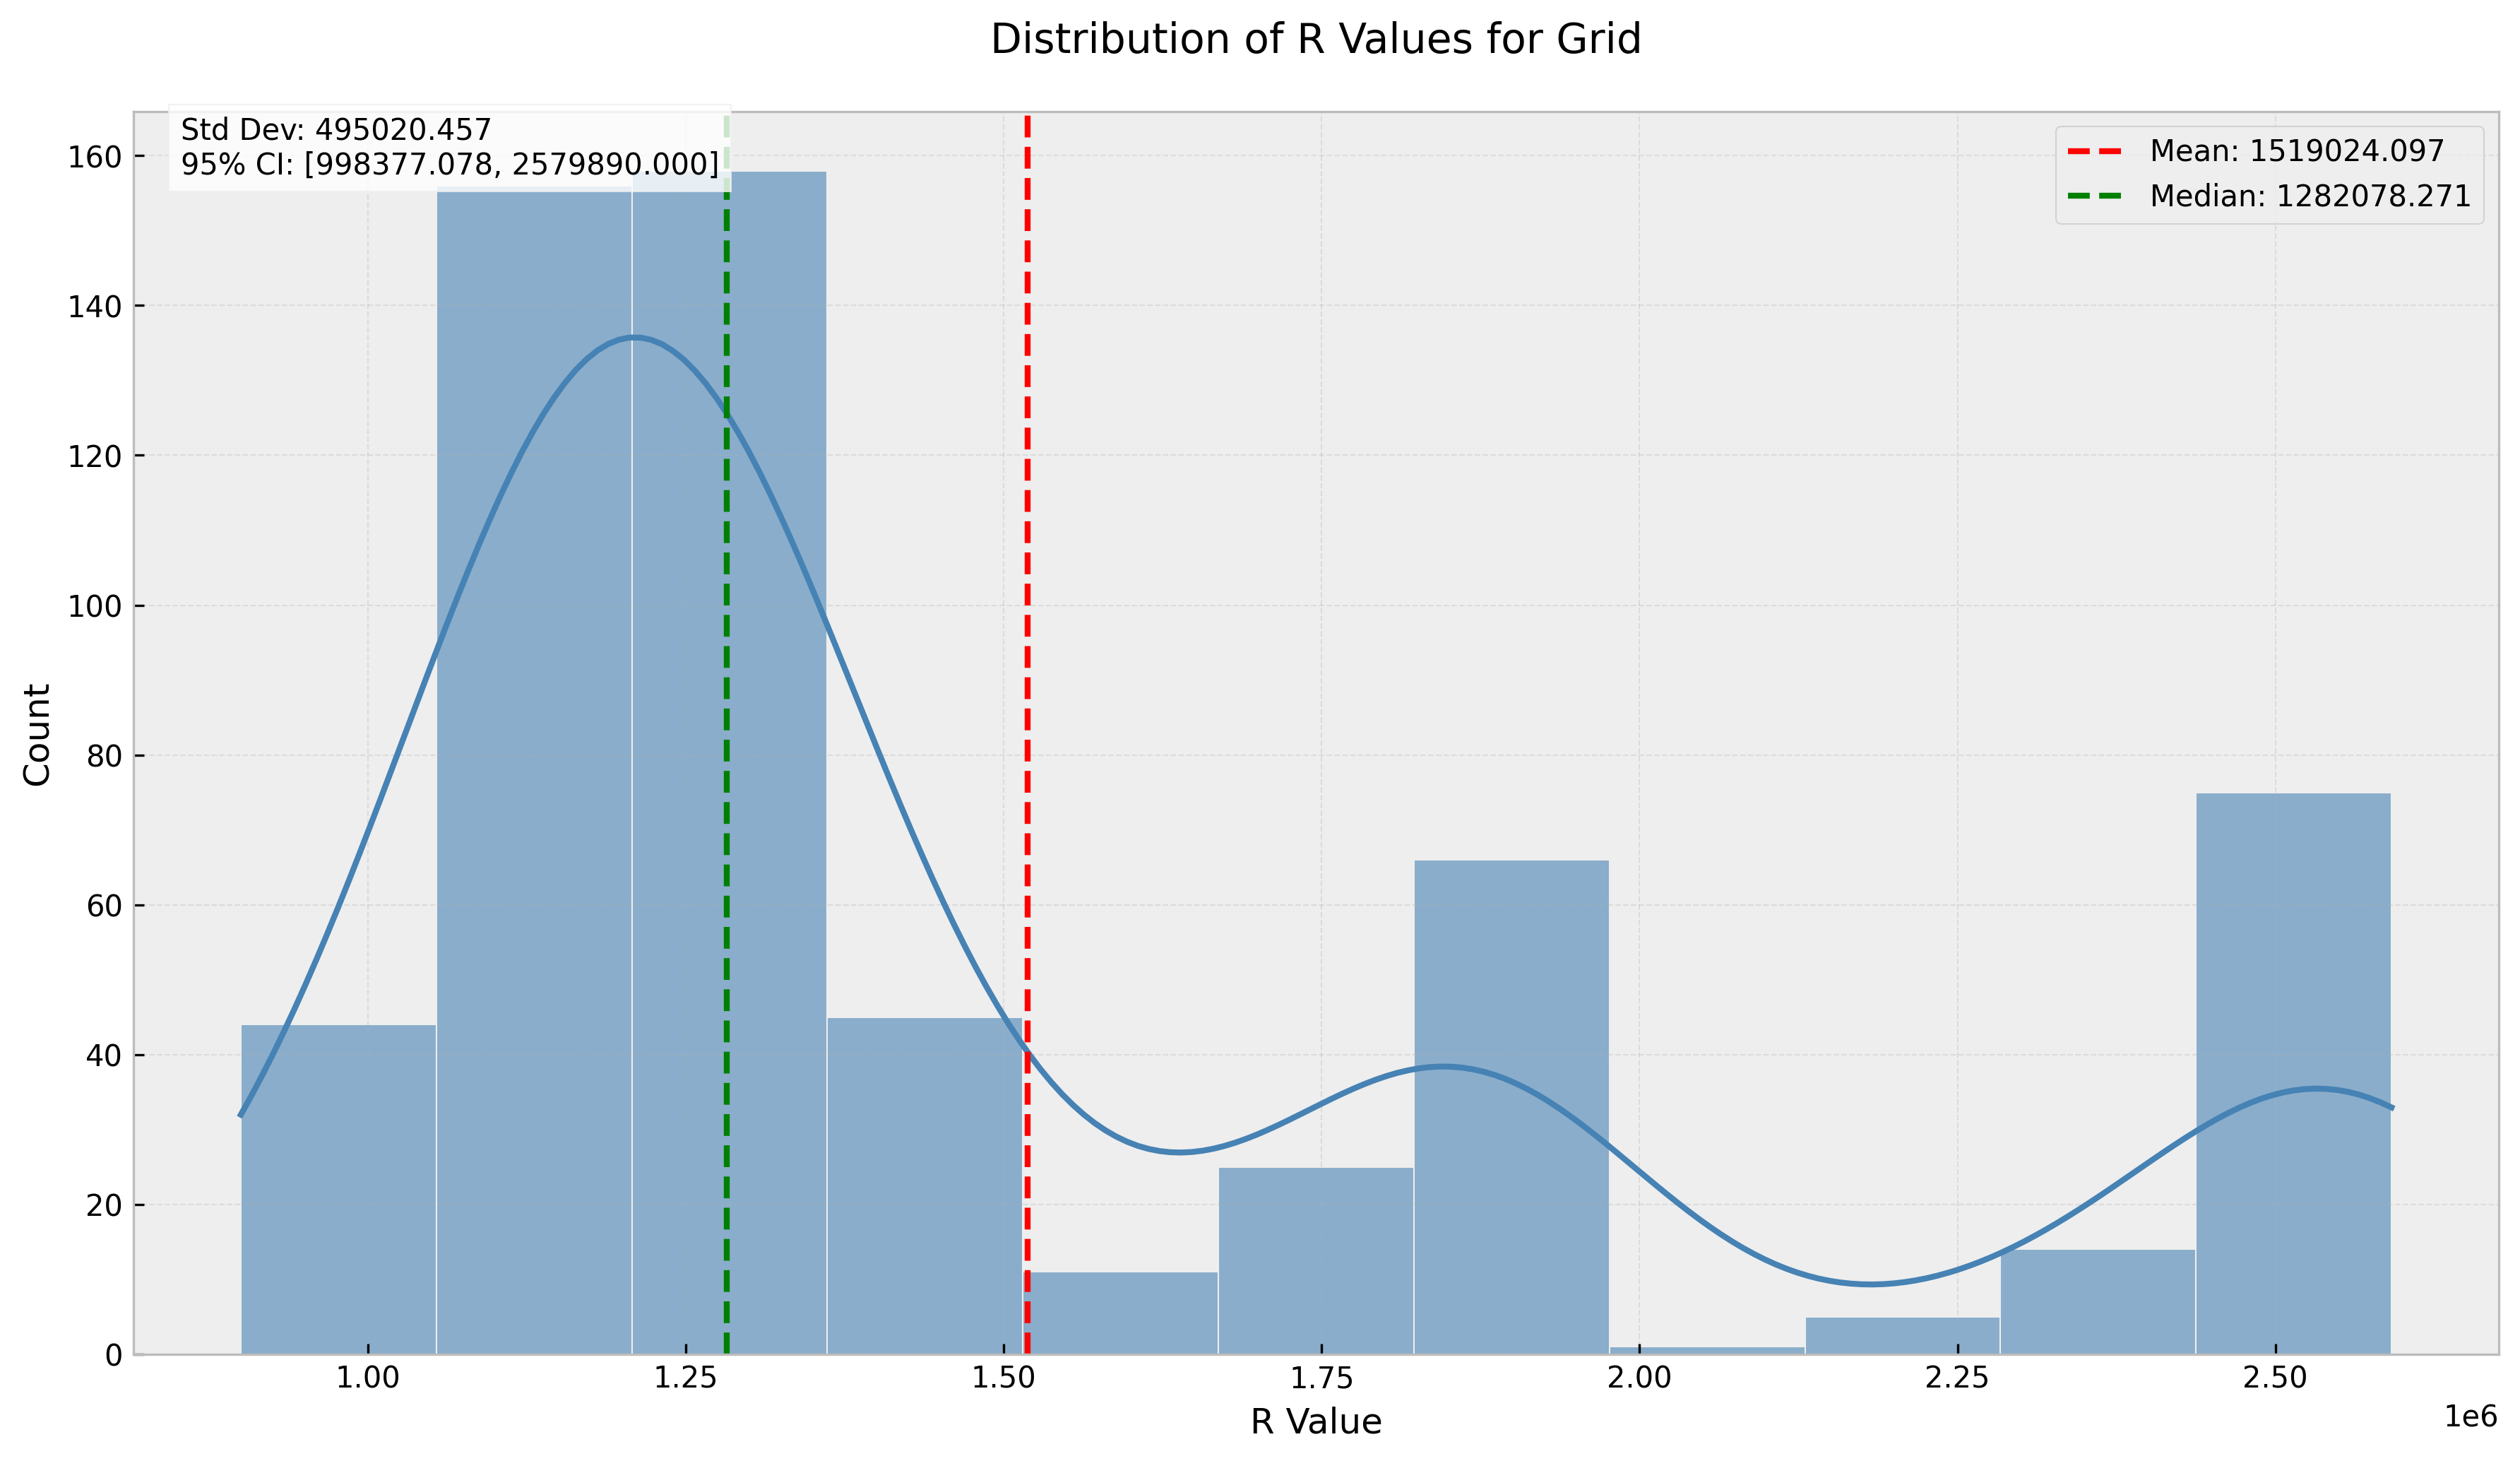 Distribution of R Values for Grid
Std Dev: 495020.457
95% CI: [998377.078, 2579890.000]
Mean: 1519024.097
Median: 1282078.271
160
140
120
100
80
60
40
20
0
Count
1.00 1.25 1.50 1.75 2.00 2.25 2.50
1e6
R Value